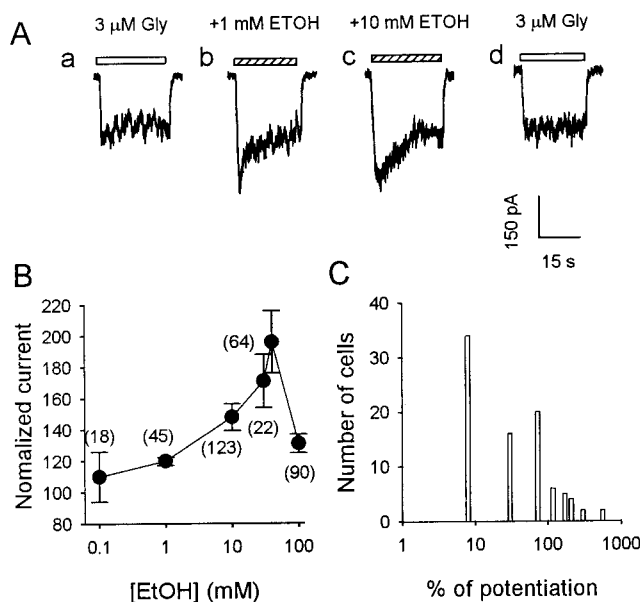 A
3 μM Gly
+1 mM ETOH
+10 mM ETOH
3 μM Gly
a
b
c
d
150 pA
15 s
B
Nomalized current
220
200
180
160
140
120
100
80
(18)
(45)
(123)
(64)
(22)
(90)
0.1
1
10
100
[EtOH] (mM)
C
Number of cells
40
30
20
10
0
1
10
100
1000
% of potentiation